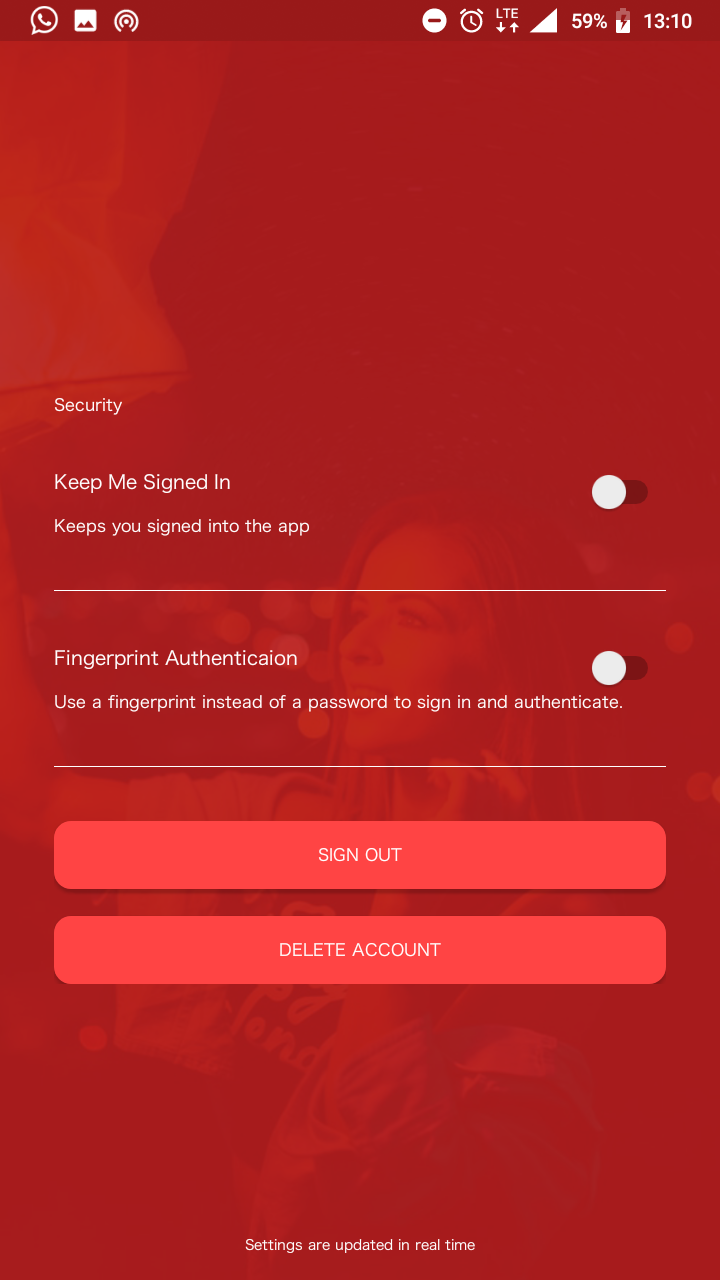 LTE
59%
13:10
Security
Keep Me Signed In
Keeps you signed into the app
Fingerprint Authenticaion
Use a fingerprint instead of a password to sign in and authenticate.
SIGN OUT
DELETE ACCOUNT
Settings are updated in real time